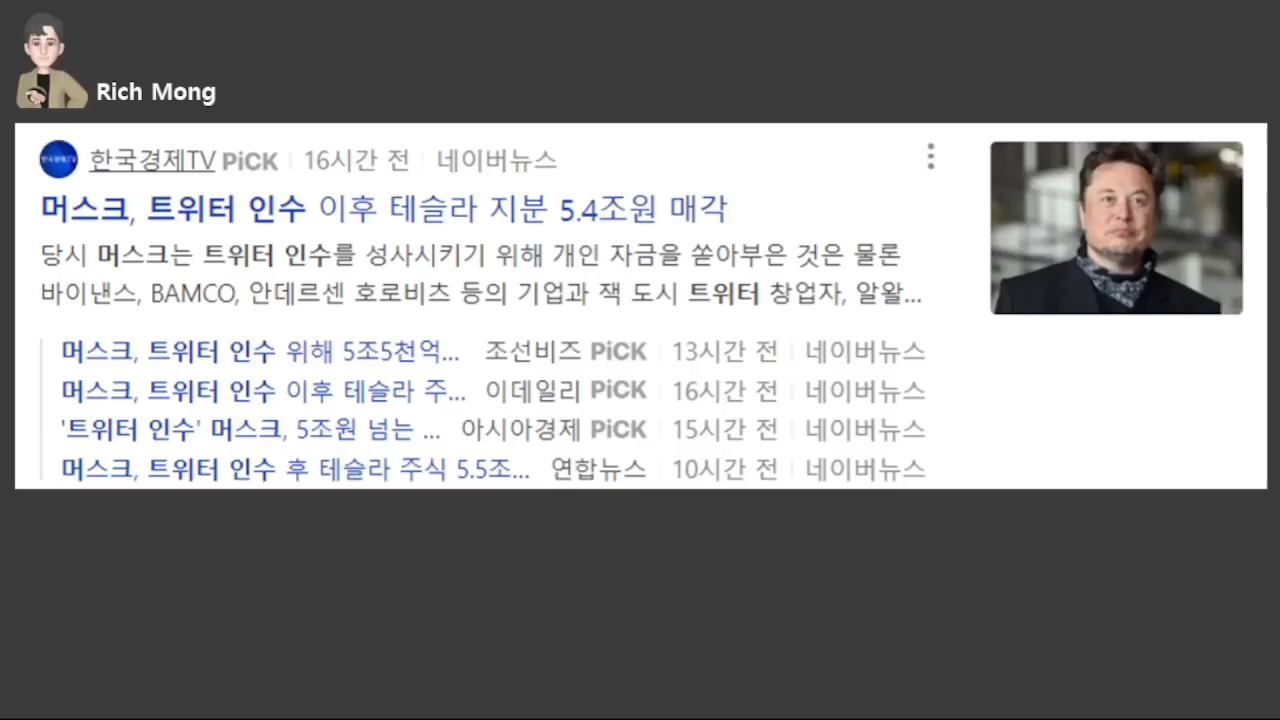 Rich Mong
한국경제TV PiCK 16시간 전 네이버뉴스
머스크, 트위터 인수 이후 테슬라 지분 5.4조원 매각
당시 머스크는 트위터 인수를 성사시키기 위해 개인 자금을 쏟아부은 것은 물론
바이낸스, BAMCO, 안데르센 호로비츠 등의 기업과 잭 도시 트위터 창업자, 알왈...
머스크, 트위터 인수 위해 5조5천억... 조선비즈 PiCK 13시간 전 네이버뉴스
머스크, 트위터 인수 이후 테슬라 주... 이데일리 PiCK 16시간 전 네이버뉴스
'트위터 인수' 머스크, 5조원 넘는 ... 아시아경제 PiCK 15시간 전 네이버뉴스
머스크, 트위터 인수 후 테슬라 주식 5.5조... 연합뉴스 10시간 전 네이버뉴스